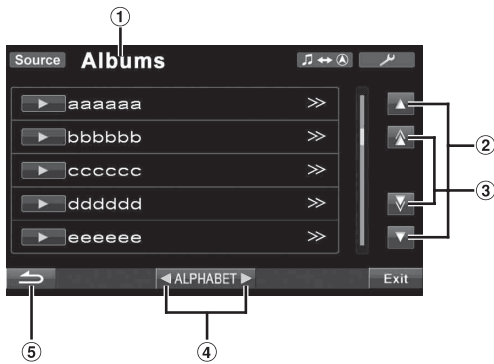 ①
Source Albums
aaaaaa
bbbbbb
②
③
cccccc
dddddd
eeeeee
ALPHABET Exit
⑤ ④